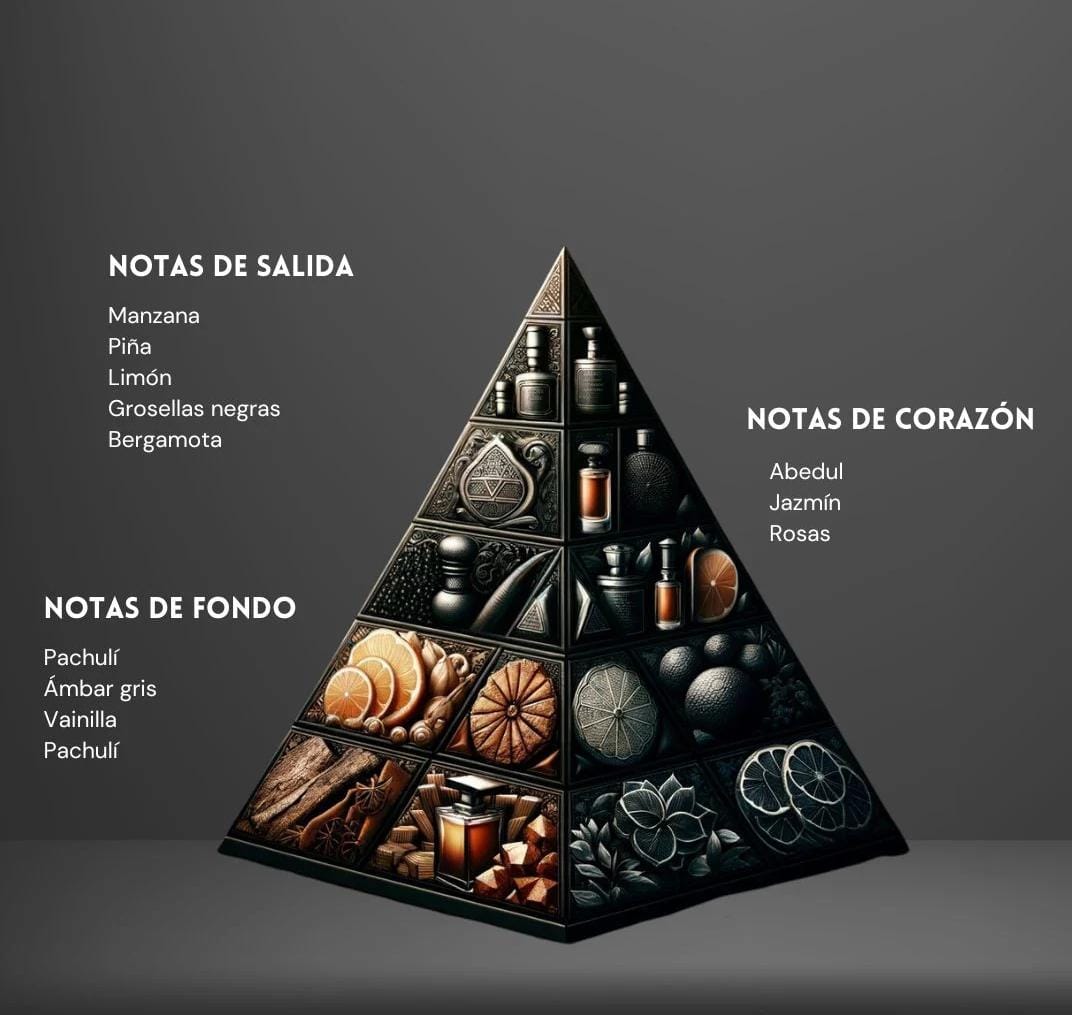 NOTAS DE SALIDA
Manzana
Piña
Limón
Grosellas negras
Bergamota
NOTAS DE CORAZÓN
Abedul
Jazmín
Rosas
NOTAS DE FONDO
Pachulí
Ámbar gris
Vainilla
Pachulí